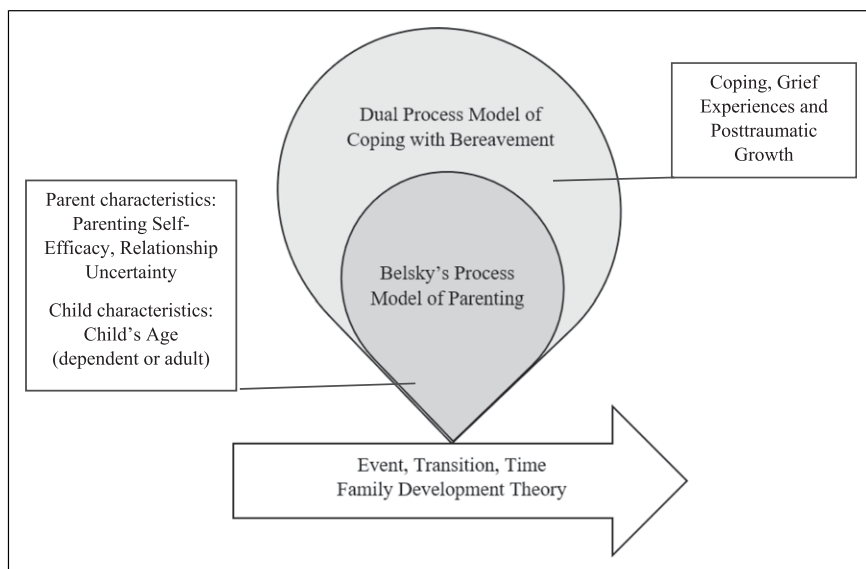 Dual Process Model of
Coping with Bereavement
Coping, Grief
Experiences and
Posttraumatic
Growth
Parent characteristics:
Parenting Self-
Efficacy, Relationship
Uncertainty
Child characteristics:
Child’s Age
(dependent or adult)
Belsky’s Process
Model of Parenting
Event, Transition, Time
Family Development Theory